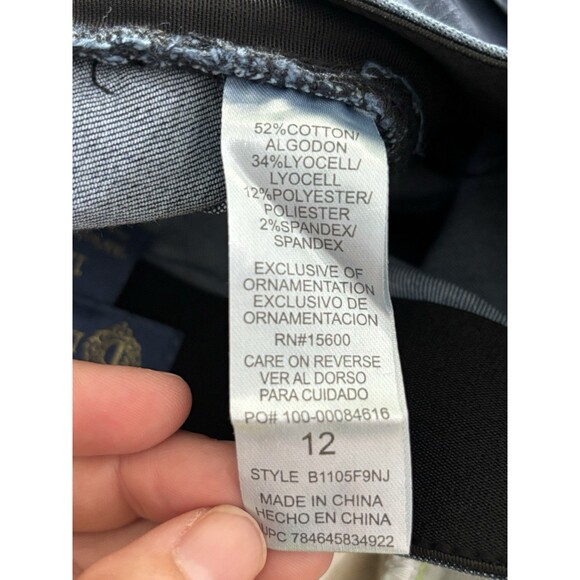 52%COTTON/
ALGODON
34%LYOCELL/
LYOCELL
12%POLYESTER/
POLIESTER
2%SPANDEX/
SPANDEX
EXCLUSIVE OF
ORNAMENTATION
EXCLUSIVO DE
ORNAMENTACION
RN#15600
CARE ON REVERSE
VER AL DORSO
PARA CUIDADO
PO# 100-00084616
12
STYLE B1105F9NJ
MADE IN CHINA
HECHO EN CHINA
UPC 784645834922